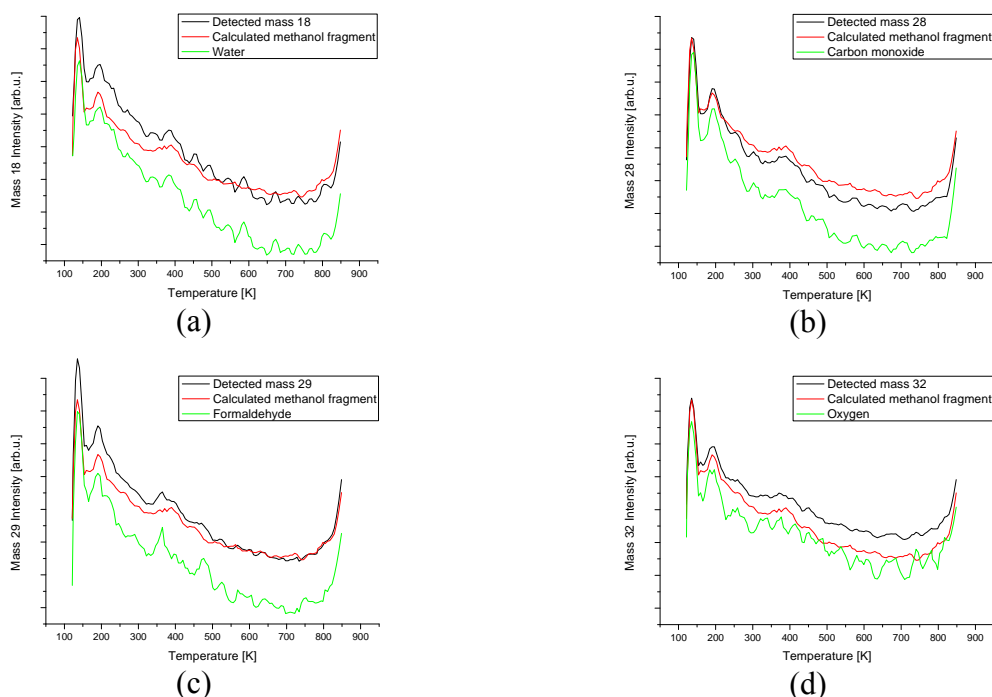 Mass 18 Intensity [arb.u.]
Detected mass 18
Calculated methanol fragment
Water
100 200 300 400 500 600 700 800 900
Temperature [K]
(a)
Mass 28 Intensity [arb.u.]
Detected mass 28
Calculated methanol fragment
Carbon monoxide
100 200 300 400 500 600 700 800 900
Temperature [K]
(b)
Mass 29 Intensity [arb.u.]
Detected mass 29
Calculated methanol fragment
Formaldehyde
100 200 300 400 500 600 700 800 900
Temperature [K]
(c)
Mass 32 Intensity [arb.u.]
Detected mass 32
Calculated methanol fragment
Oxygen
100 200 300 400 500 600 700 800 900
Temperature [K]
(d)